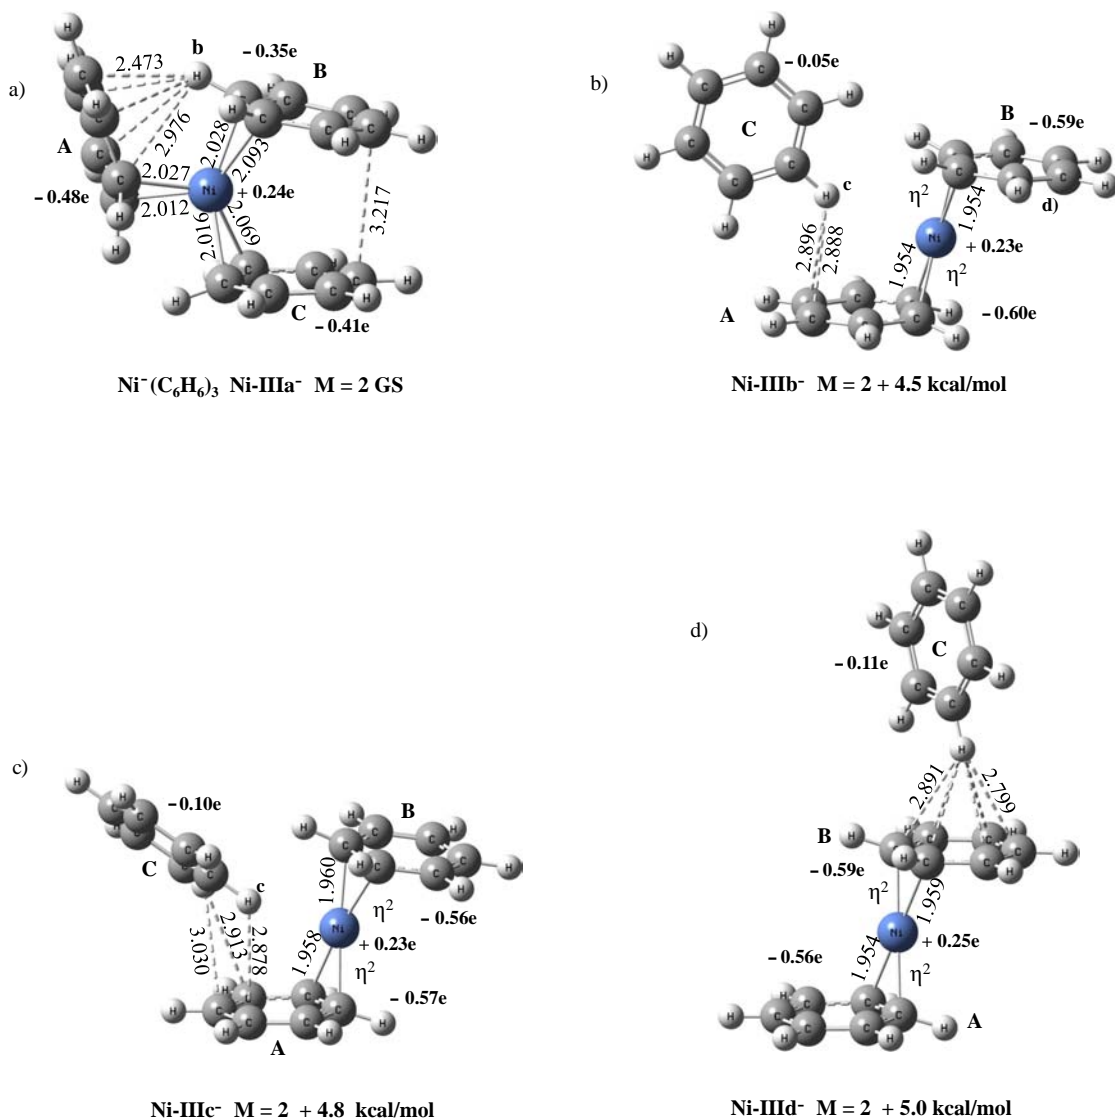 a)
b
− 0.35e
B
2.473
2.976
A
2.028
2.093
2.027
Ni
+ 0.24e
− 0.48e
2.012
2.016
2.069
3.217
C
− 0.41e
Ni⁻(C₆H₆)₃ Ni-IIIa⁻ M = 2 GS
b)
− 0.05e
C
B
− 0.59e
c
η²
1.954
d)
Ni
+ 0.23e
2.896
2.888
1.954
η²
A
− 0.60e
Ni-IIIb⁻ M = 2 + 4.5 kcal/mol
c)
− 0.10e
C
B
c
1.960
η²
− 0.56e
Ni
+ 0.23e
3.030
2.913
2.878
1.958
η²
− 0.57e
A
Ni-IIIc⁻ M = 2 + 4.8 kcal/mol
d)
C
− 0.11e
2.891
2.799
B
− 0.59e
η²
1.959
Ni
+ 0.25e
− 0.56e
1.954
η²
A
Ni-IIId⁻ M = 2 + 5.0 kcal/mol